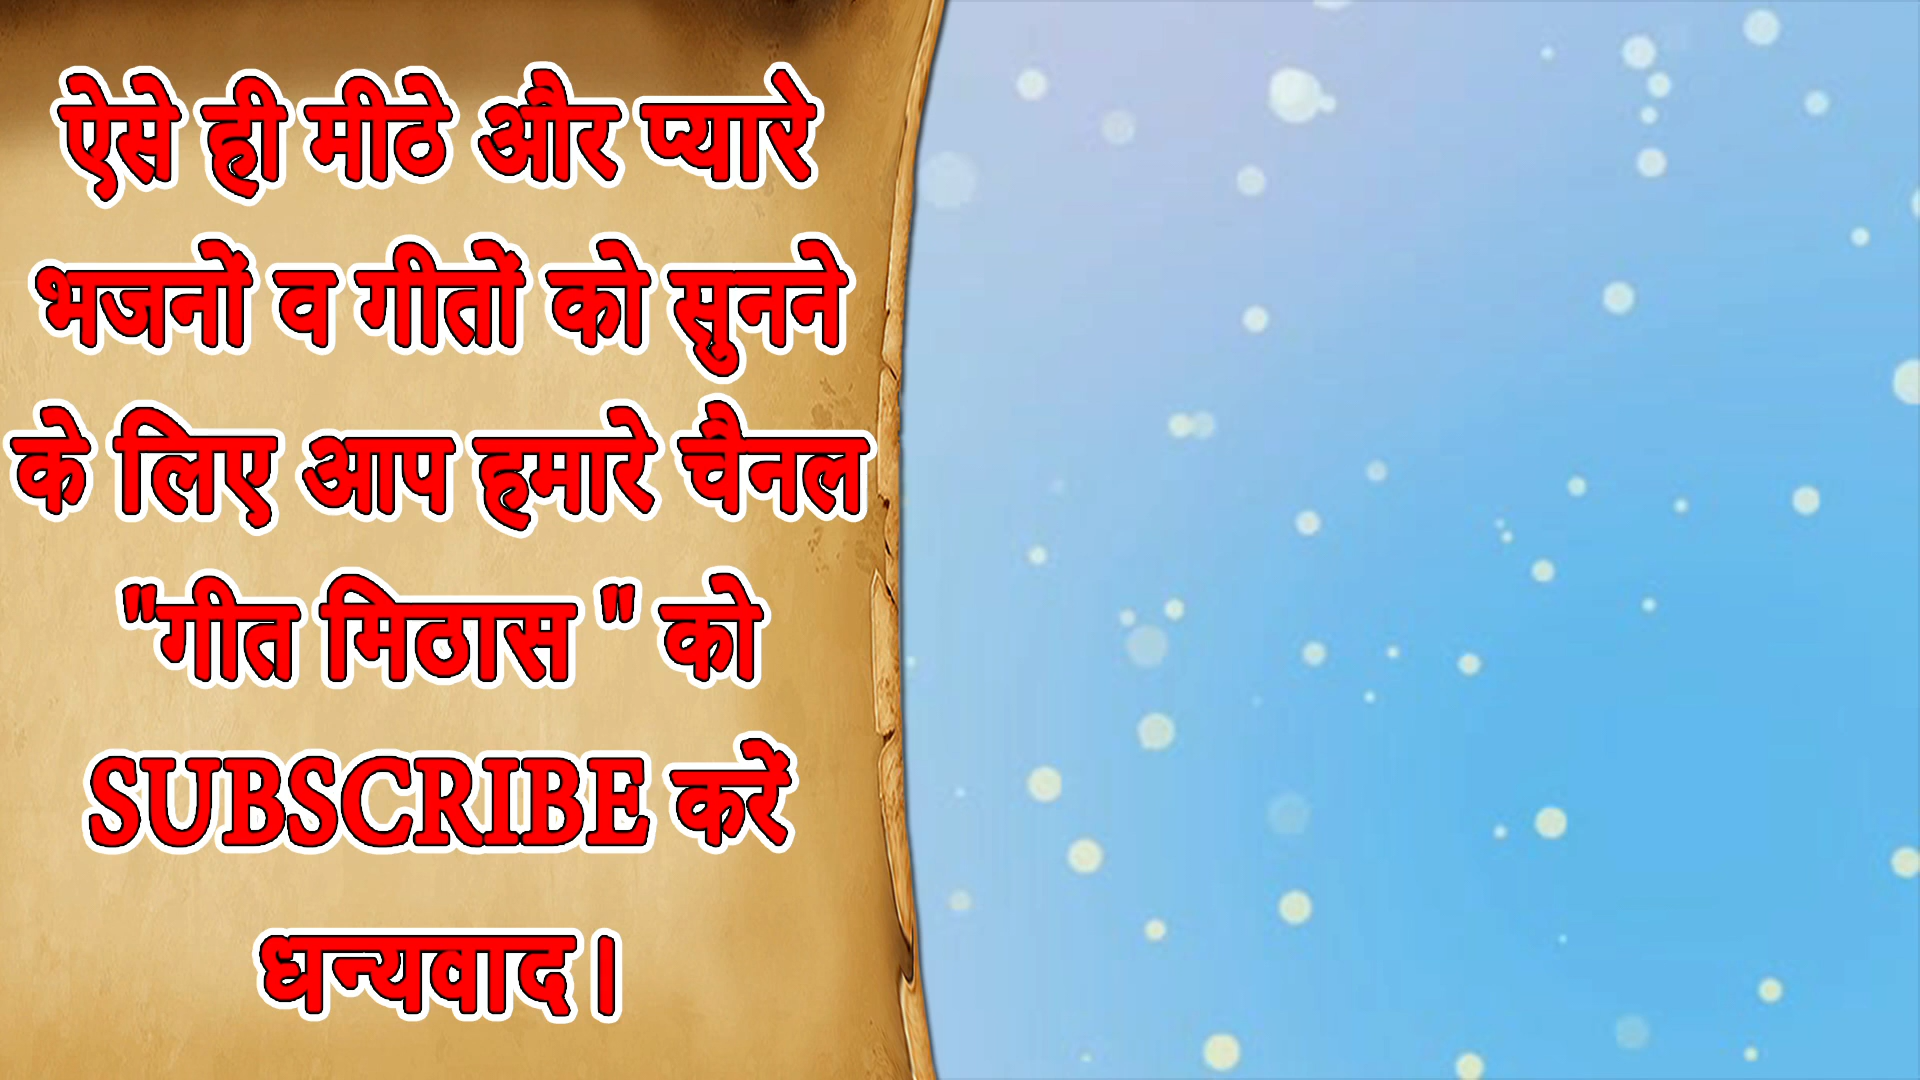 ऐसे ही मीठे और प्यारे
भजनों व गीतों को सुनने
के लिए आप हमारे चैनल
"गीत मिठास " को
SUBSCRIBE करें
धन्यवाद।